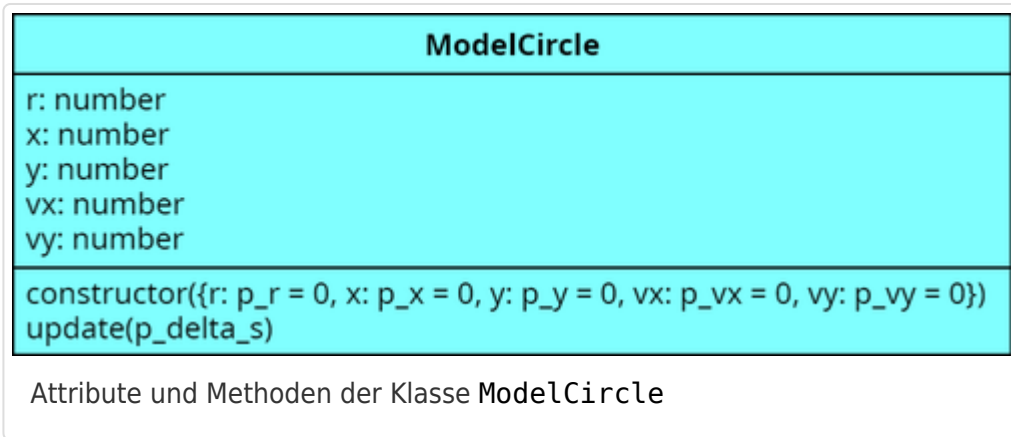 ModelCircle
r: number
x: number
y: number
vx: number
vy: number
constructor({r: p_r = 0, x: p_x = 0, y: p_y = 0, vx: p_vx = 0, vy: p_vy = 0})
update(p_delta_s)
Attribute und Methoden der Klasse ModelCircle